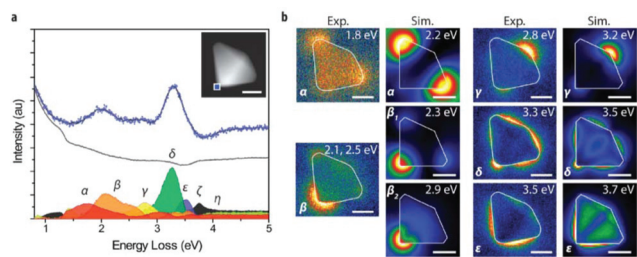 a
Intensity (au)
α
β
γ
δ
ε
ζ
η
1
2
3
4
5
Energy Loss (eV)
b
Exp.
Sim.
Exp.
Sim.
1.8 eV
α
2.2 eV
α
2.8 eV
γ
3.2 eV
γ
2.1, 2.5 eV
β
β1
2.3 eV
3.3 eV
δ
3.5 eV
δ
β2
2.9 eV
3.5 eV
ε
3.7 eV
ε